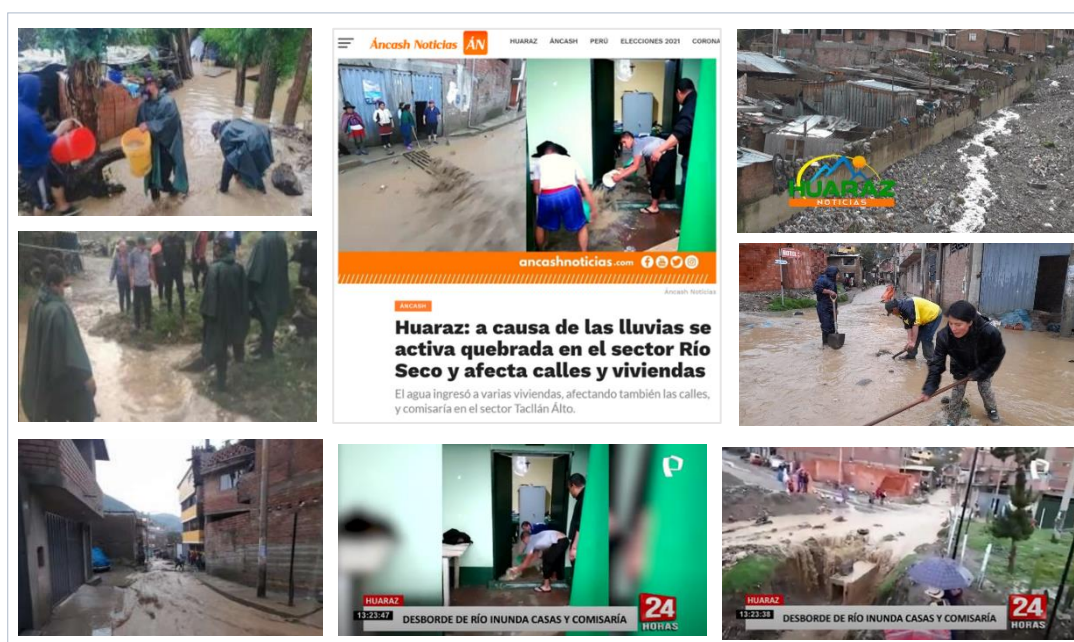 Áncash Noticias ÁN
HUARAZ ÁNCASH PERÚ ELECCIONES 2021 CORONA
HUARAZ
NOTICIAS
ancashnoticias.com
Áncash Noticias
ÁNCASH
Huaraz: a causa de las lluvias se
activa quebrada en el sector Río
Seco y afecta calles y viviendas
El agua ingresó a varias viviendas, afectando también las calles,
y comisaría en el sector Tacllán Álto.
HUARAZ
13:23:47
DESBORDE DE RÍO INUNDA CASAS Y COMISARÍA
24
HORAS
HUARAZ
13:23:38
DESBORDE DE RÍO INUNDA CASAS Y COMISARÍA
24
HORAS